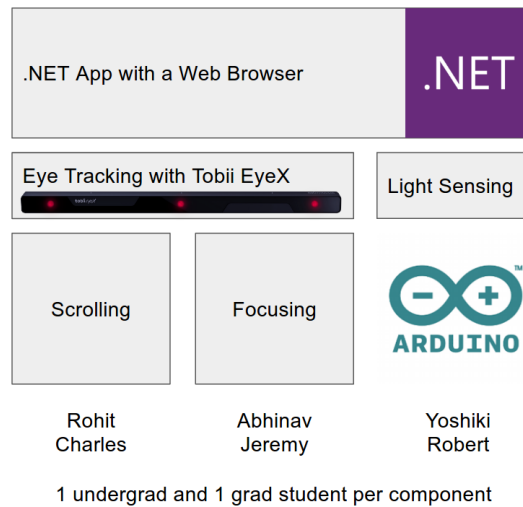 .NET App with a Web Browser
.NET
Eye Tracking with Tobii EyeX
Light Sensing
Scrolling
Focusing
ARDUINO
TM
Rohit
Charles
Abhinav
Jeremy
Yoshiki
Robert
1 undergrad and 1 grad student per component